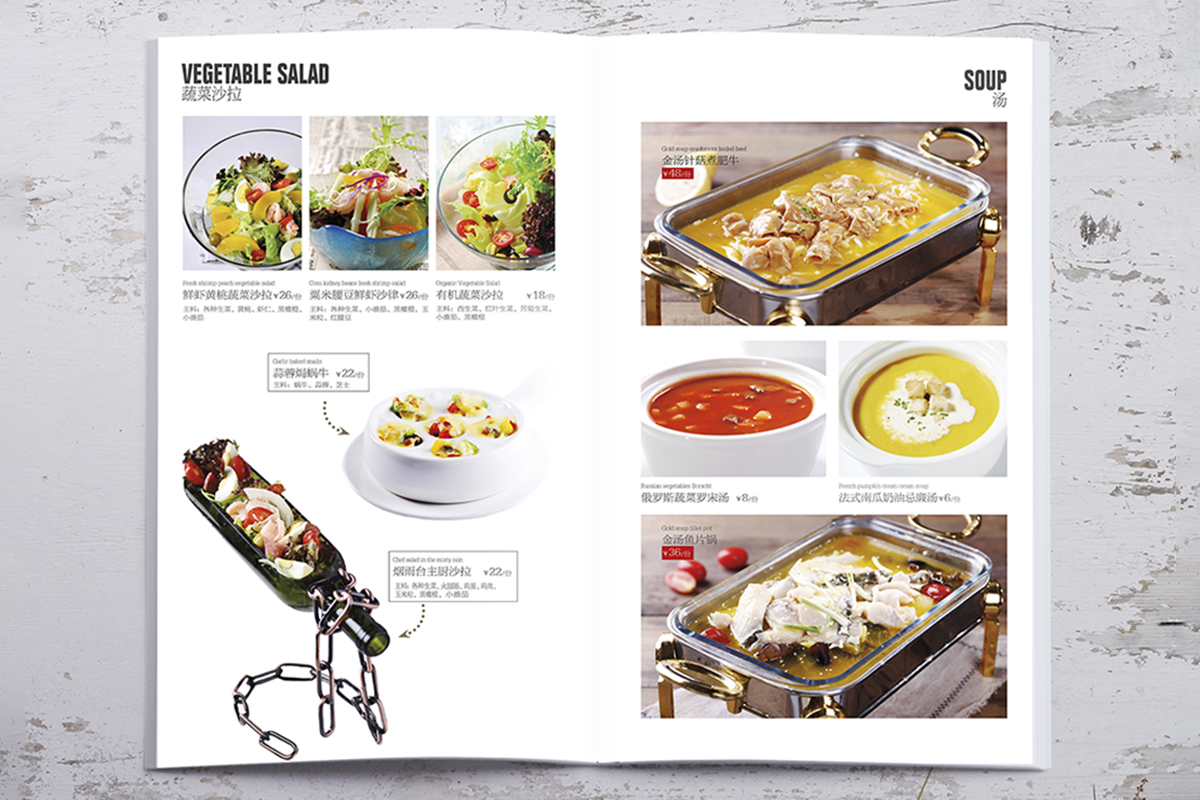 VEGETABLE SALAD
蔬菜沙拉
Fresh shrimp peach vegetable salad
鲜虾黄桃蔬菜沙拉¥26/份
主料：各种生菜、黄桃、虾仁、黑橄榄、
小番茄
Corn kidney beans fresh shrimp salad
粟米腰豆鲜虾沙律¥26/份
主料：各种生菜、小番茄、黑橄榄、玉
米粒、红腰豆
Organic Vegetable Salad
有机蔬菜沙拉 ¥18/份
主料：西生菜、红叶生菜、苦菊生菜、
小番茄、黑橄榄
Garlic baked snails
蒜蓉焗蜗牛 ¥22/份
主料：蜗牛、蒜蓉、芝士
Chef salad in the misty rain
烟雨台主厨沙拉 ¥22/份
主料：各种生菜、火腿肠、鸡蛋、鸡肉、
玉米粒、黑橄榄、小番茄
SOUP
汤
Gold soup mushroom boiled beef
金汤针菇煮肥牛
¥48/份
Russian vegetables Borscht
俄罗斯蔬菜罗宋汤 ¥8/份
French pumpkin cream cream soup
法式南瓜奶油忌廉汤¥6/份
Gold soup fillet pot
金汤鱼片锅
¥36/份